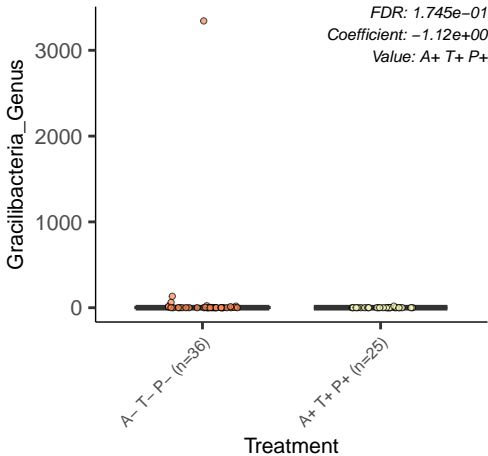 FDR: 1.745e−01
Coefficient: −1.12e+00
Value: A+ T+ P+
Gracilibacteria_Genus
3000
2000
1000
0
A− T− P− (n=36)
A+ T+ P+ (n=25)
Treatment